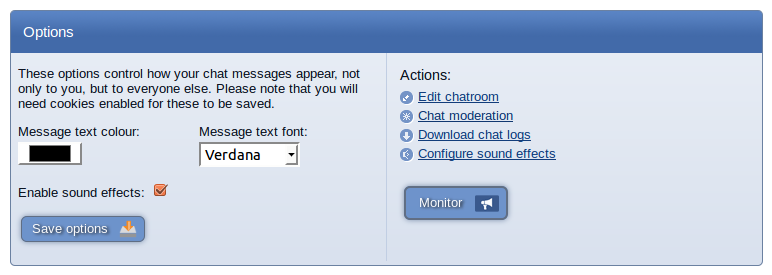 Options
These options control how your chat messages appear, not
only to you, but to everyone else. Please note that you will
need cookies enabled for these to be saved.
Message text colour:
Message text font:
Verdana
Enable sound effects:
Save options
Actions:
Edit chatroom
Chat moderation
Download chat logs
Configure sound effects
Monitor